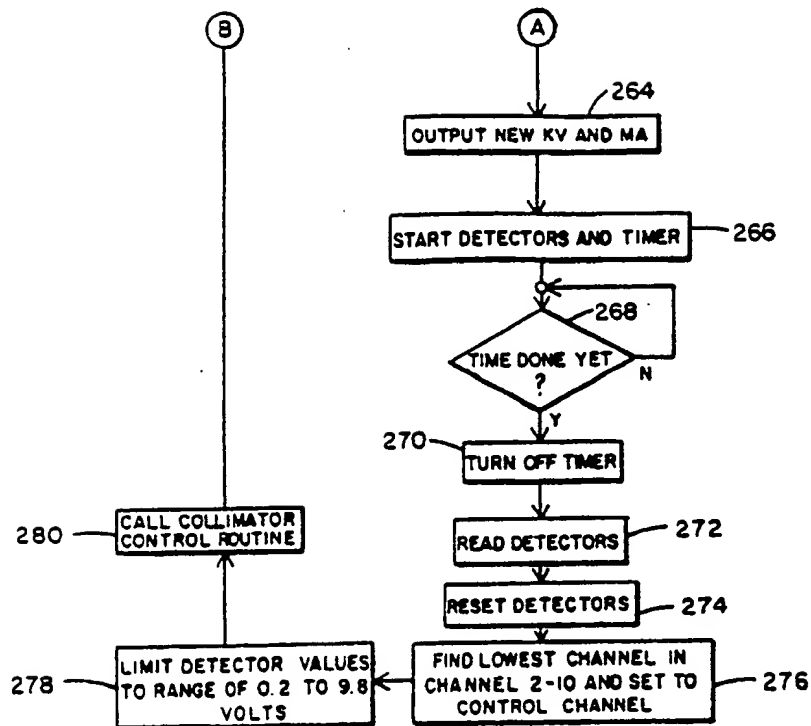 B
A
264
OUTPUT NEW KV AND MA
START DETECTORS AND TIMER
266
268
TIME DONE YET
?
N
Y
270
TURN OFF TIMER
280
CALL COLLIMATOR
CONTROL ROUTINE
READ DETECTORS
272
RESET DETECTORS
274
278
LIMIT DETECTOR VALUES
TO RANGE OF 0.2 TO 9.8
VOLTS
FIND LOWEST CHANNEL IN
CHANNEL 2-10 AND SET TO
CONTROL CHANNEL
276